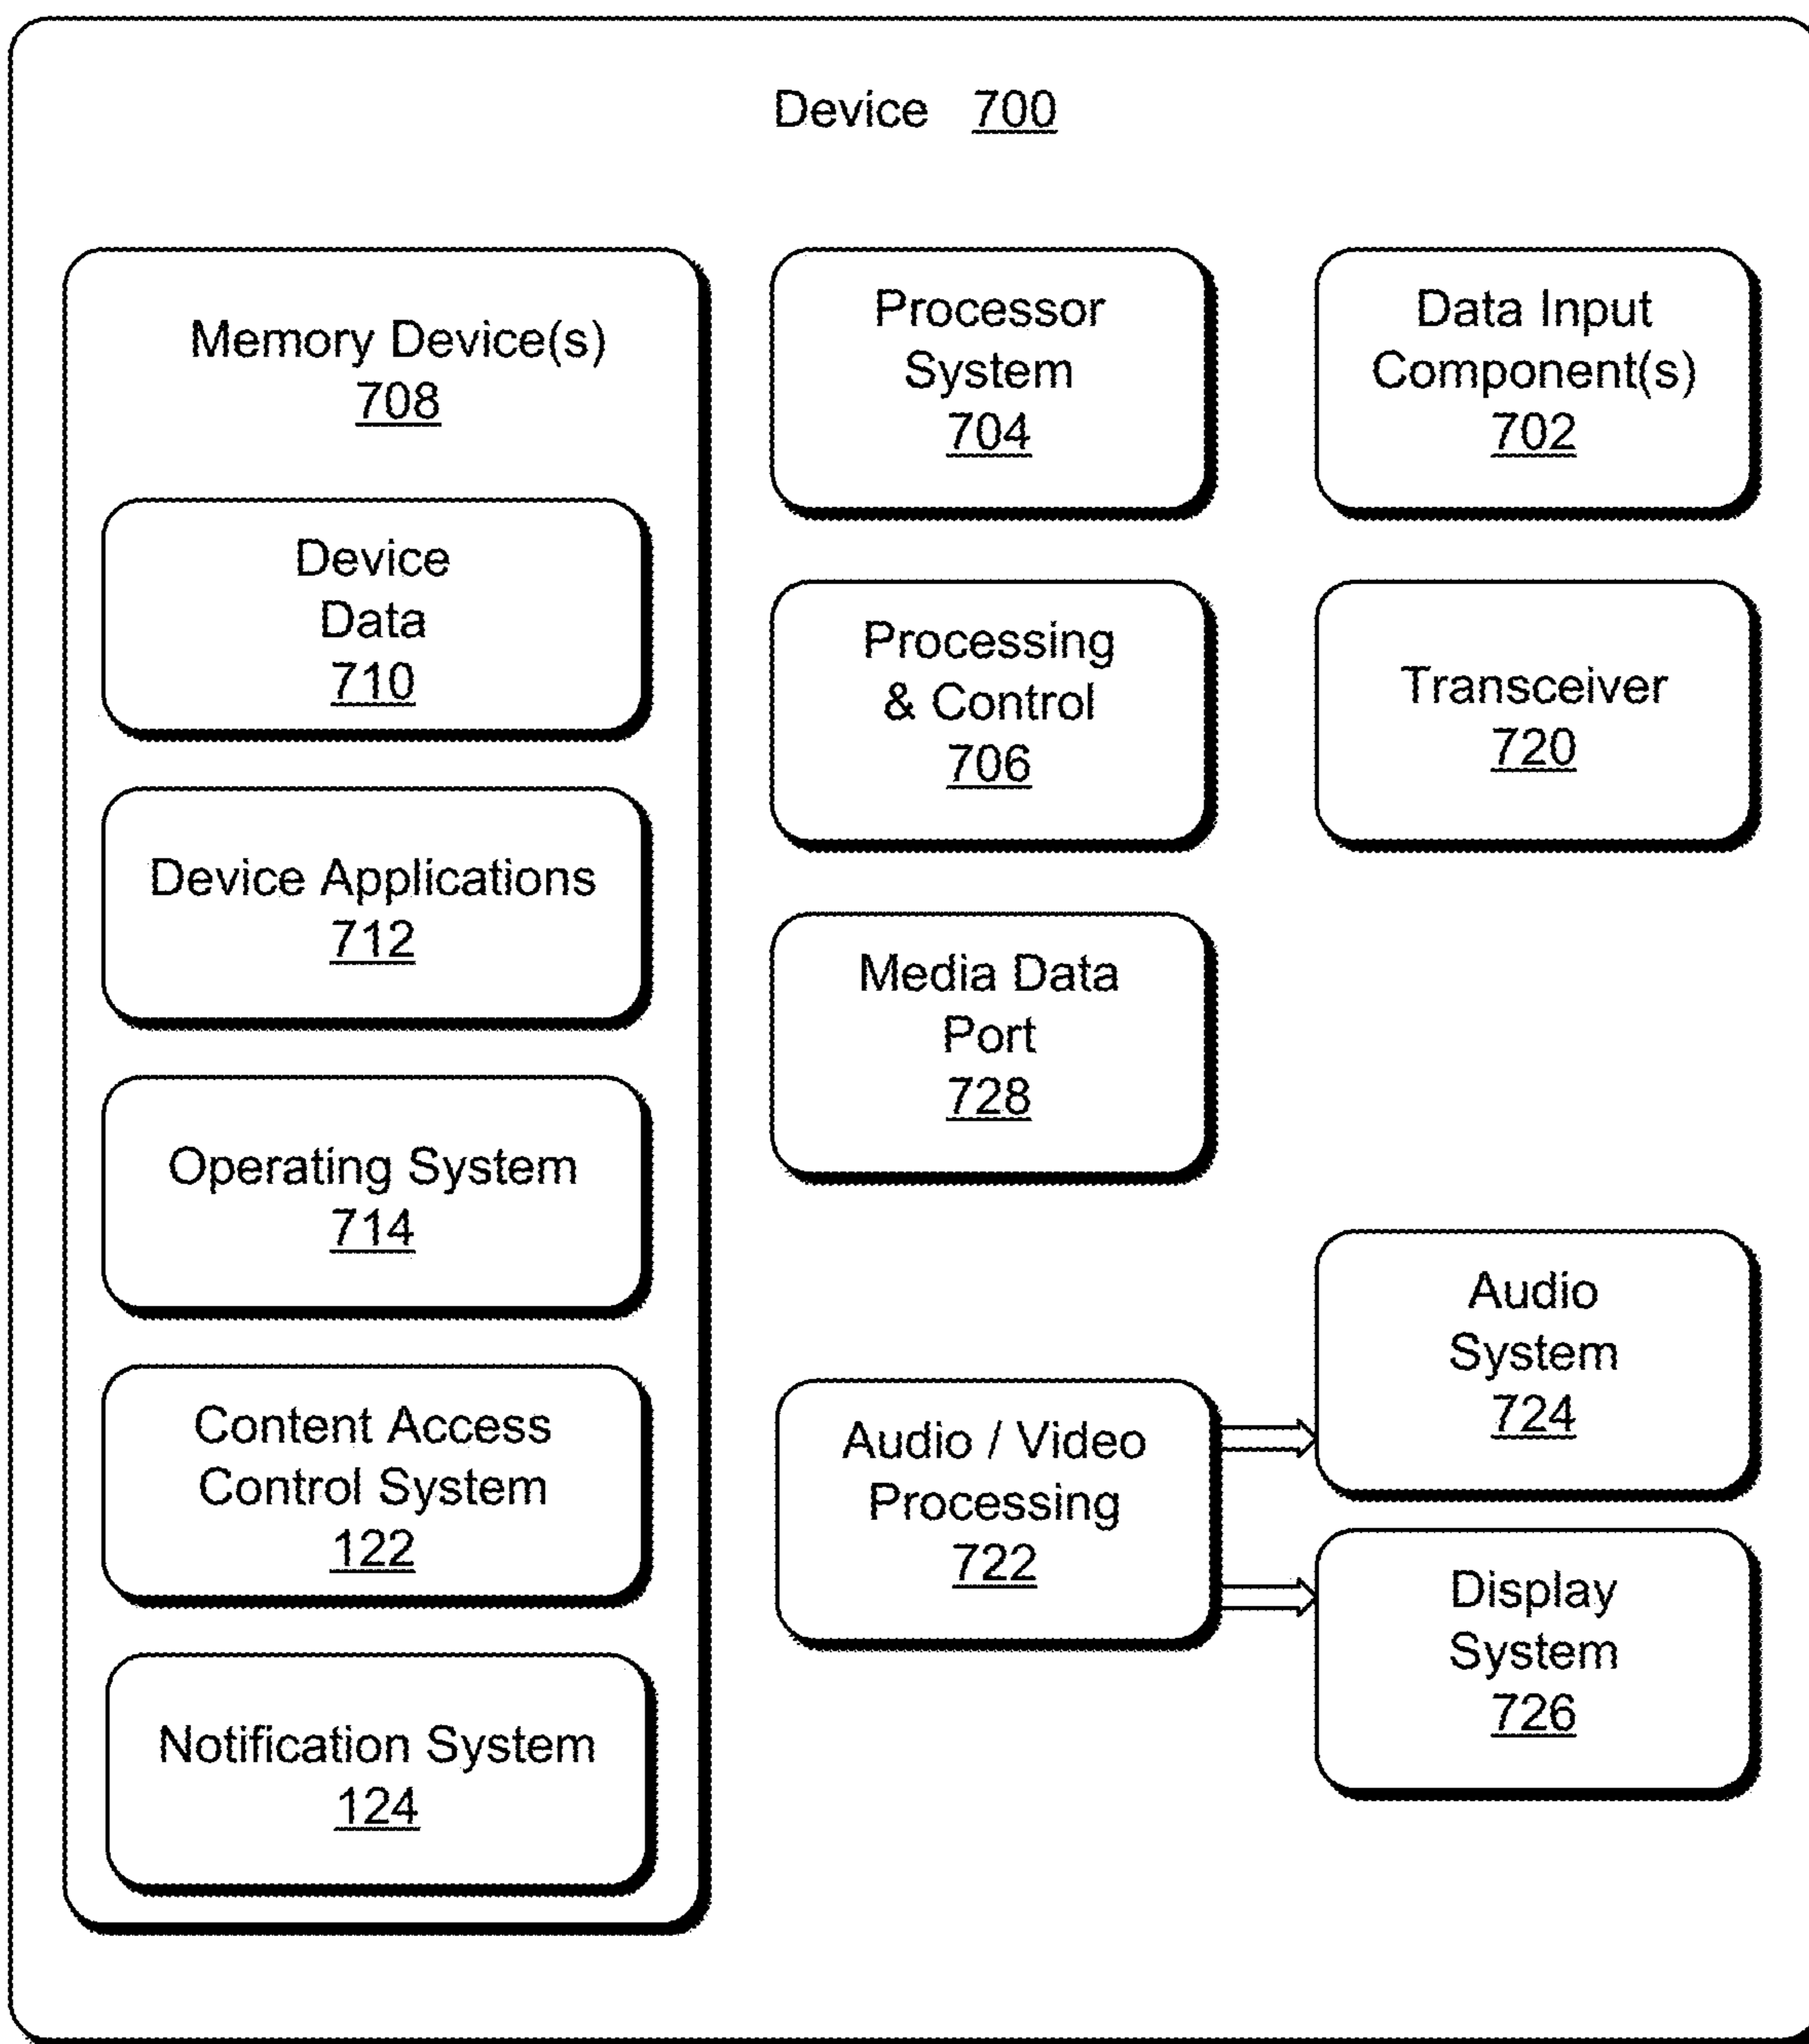 Device 700
Memory Device(s)
708
Device
Data
710
Device Applications
712
Operating System
714
Content Access
Control System
122
Notification System
124
Processor
System
704
Processing
& Control
706
Media Data
Port
728
Audio / Video
Processing
722
Data Input
Component(s)
702
Transceiver
720
Audio
System
724
Display
System
726